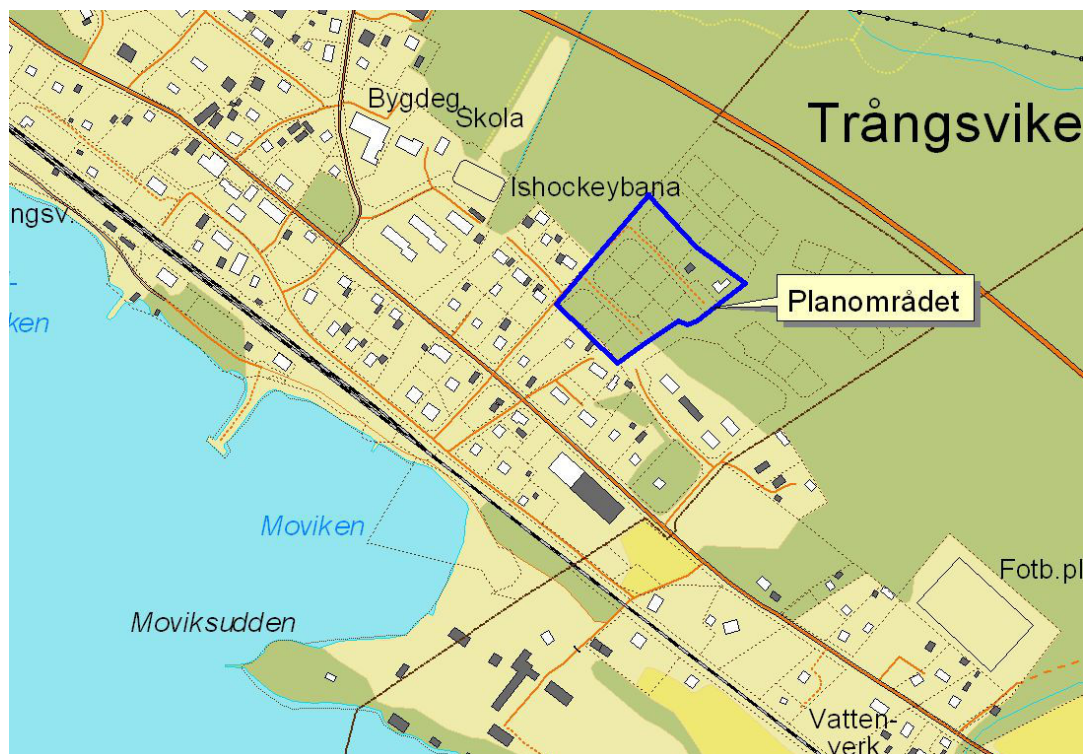 Bygdeg.
Skola
Trångsvike
Ishockeybana
ngsv.
Planområdet
ken
Moviken
Fotb.pl
Moviksudden
Vatten-
verk